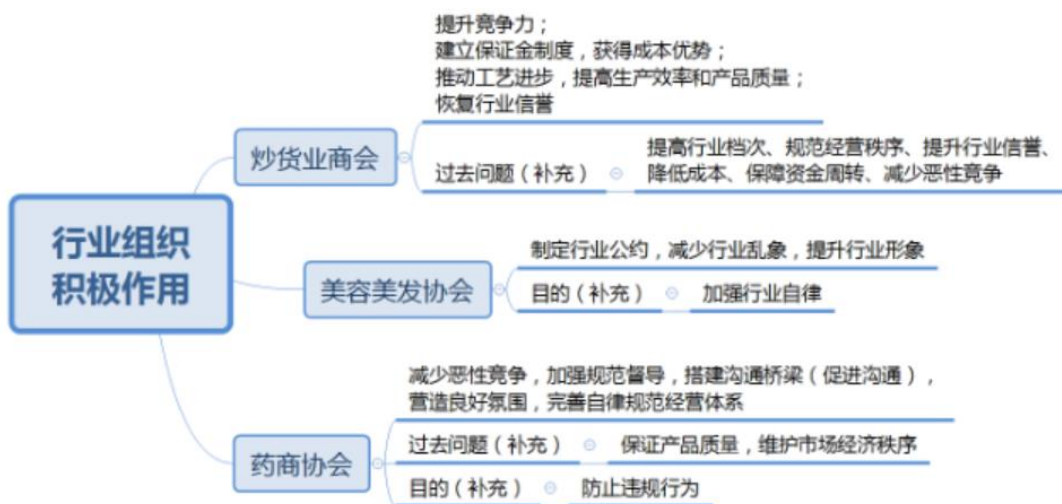 提升竞争力；
建立保证金制度，获得成本优势；
推动工艺进步，提高生产效率和产品质量；
恢复行业信誉
炒货业商会
过去问题（补充）
提高行业档次、规范经营秩序、提升行业信誉、
降低成本、保障资金周转、减少恶性竞争
行业组织
积极作用
制定行业公约，减少行业乱象，提升行业形象
美容美发协会
目的（补充）
加强行业自律
减少恶性竞争，加强规范督导，搭建沟通桥梁（促进沟通），
营造良好氛围，完善自律规范经营体系
药商协会
过去问题（补充）
保证产品质量，维护市场经济秩序
目的（补充）
防止违规行为